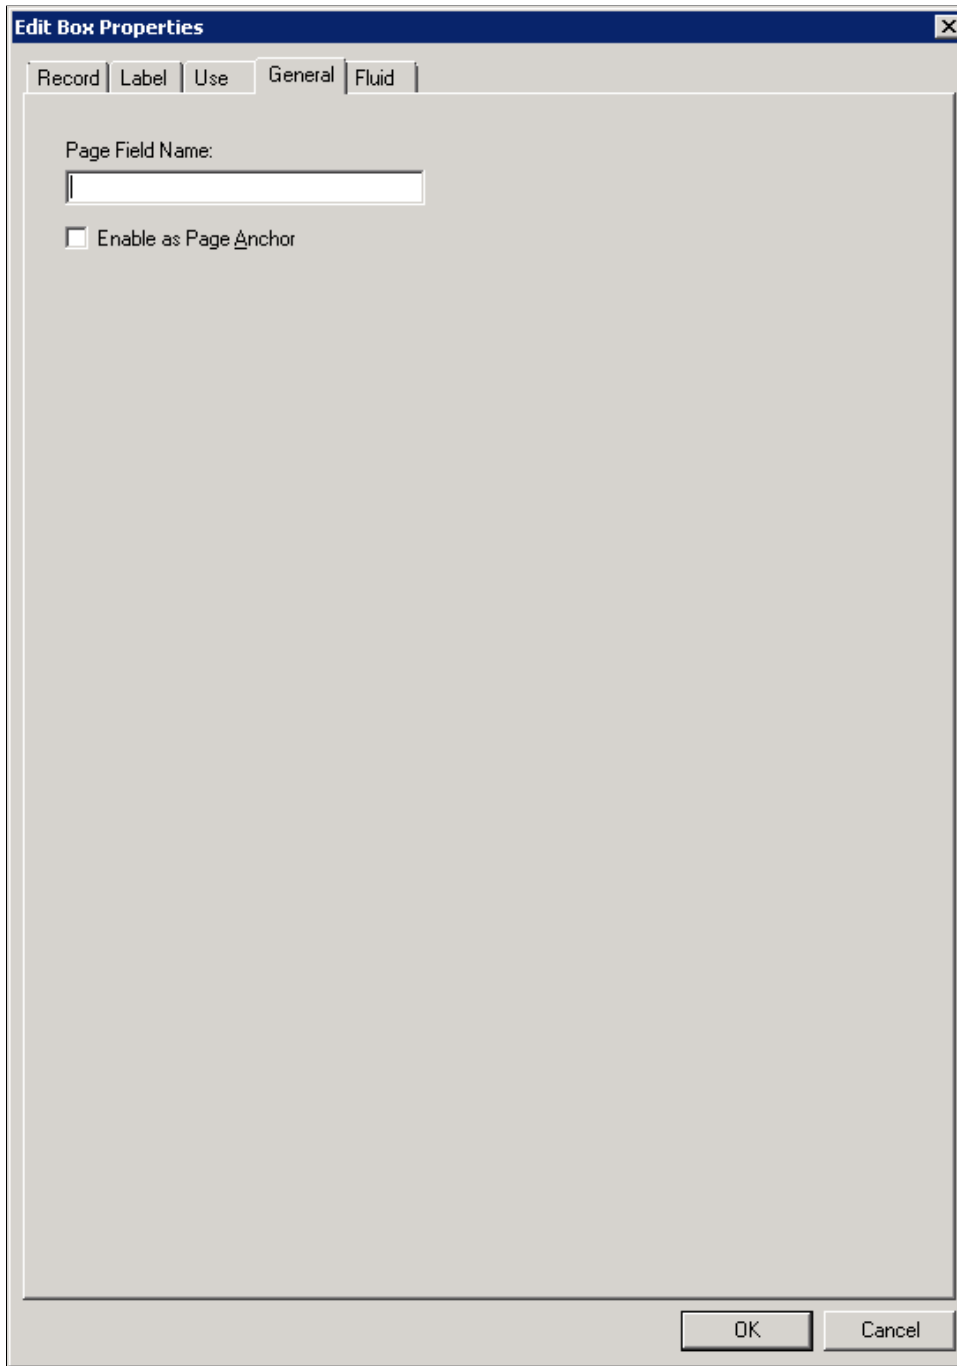 Edit Box Properties
Record Label Use General Fluid
Page Field Name:
Enable as Page Anchor
OK Cancel